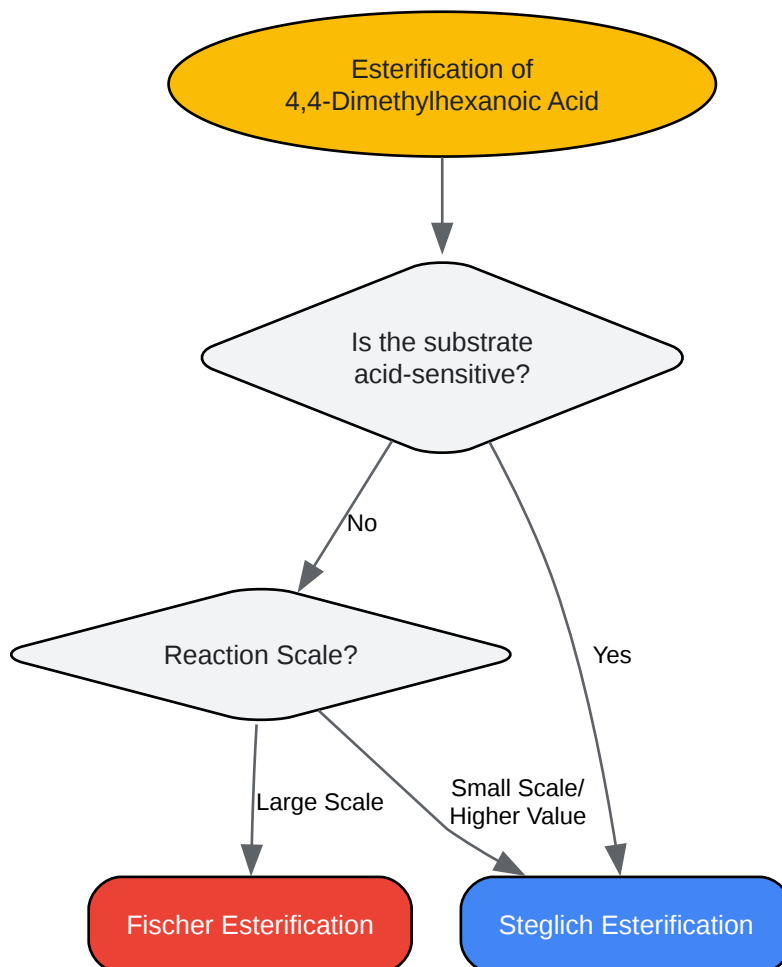 Esterification of
4,4-Dimethylhexanoic Acid
Is the substrate
acid-sensitive?
No
Yes
Reaction Scale?
Large Scale
Small Scale/
Higher Value
Fischer Esterification
Steglich Esterification